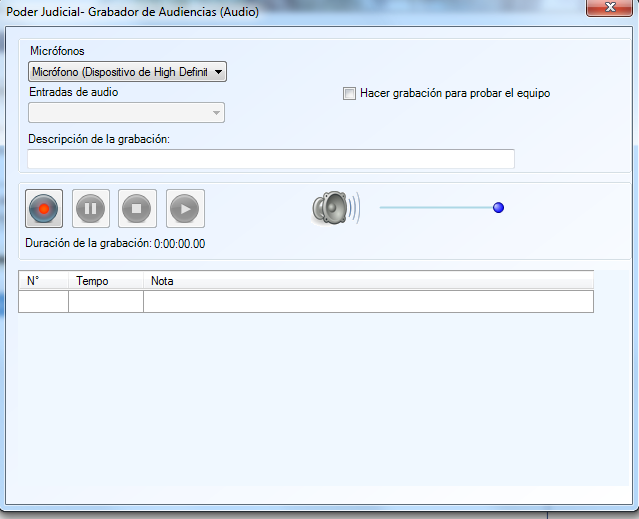 Poder Judicial- Grabador de Audiencias (Audio)
Micrófonos
Micrófono (Dispositivo de High Definit
Entradas de audio
Hacer grabación para probar el equipo
Descripción de la grabación:
Duración de la grabación: 0:00:00.00
N° Tempo Nota